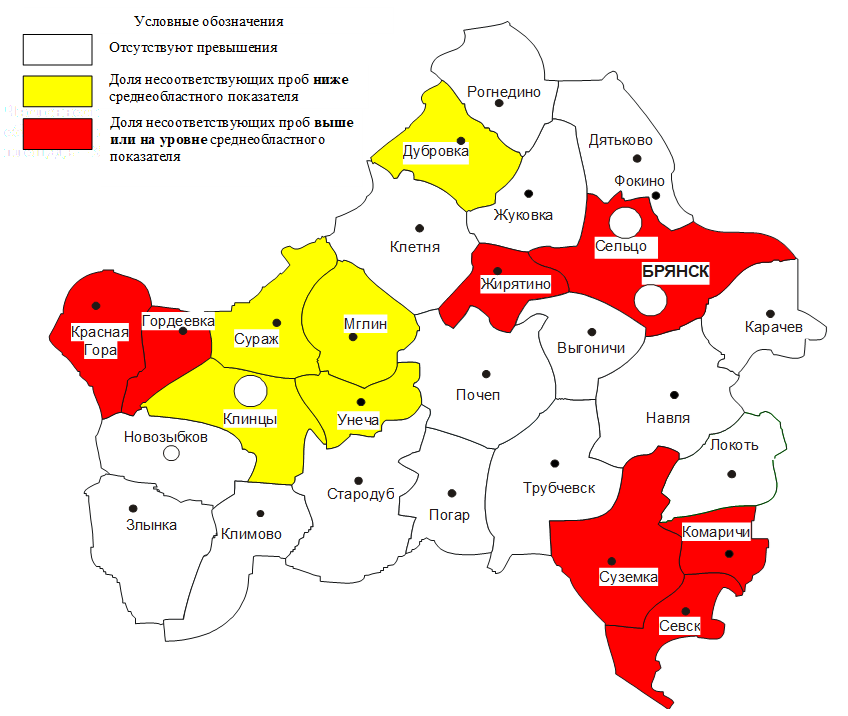 Условные обозначения
Отсутствуют превышения
Доля несоответствующих проб ниже
среднеобластного показателя
Доля несоответствующих проб выше
или на уровне среднеобластного
показателя
Рогнедино
Дятьково
Дубровка
Фокино
Жуковка
Клетня
Сельцо
БРЯНСК
Жирятино
Красная
Гора
Гордеевка
Сураж
Мглин
Карачев
Выгоничи
Почеп
Клинцы
Унеча
Навля
Новозыбков
Локоть
Стародуб
Трубчевск
Погар
Злынка
Климово
Комаричи
Суземка
Севск